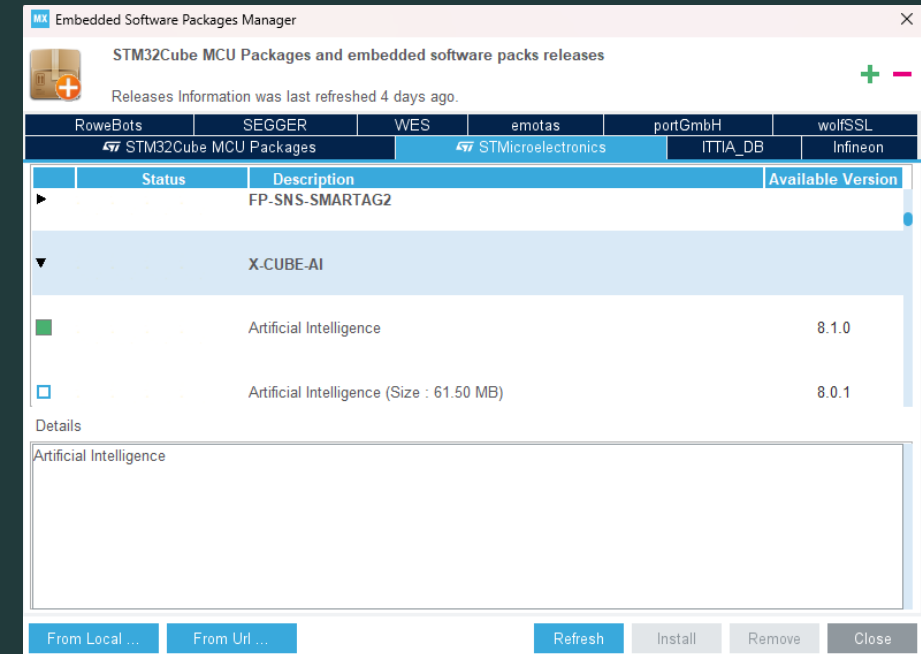 MX Embedded Software Packages Manager
STM32Cube MCU Packages and embedded software packs releases
Releases Information was last refreshed 4 days ago.
RoweBots SEGGER WES emotas portGmbH wolfSSL
STM32Cube MCU Packages STMicroelectronics ITTIA_DB Infineon
Status Description Available Version
FP-SNS-SMARTAG2
X-CUBE-AI
Artificial Intelligence 8.1.0
Artificial Intelligence (Size : 61.50 MB) 8.0.1
Details
Artificial Intelligence
From Local ... From Url ... Refresh Install Remove Close